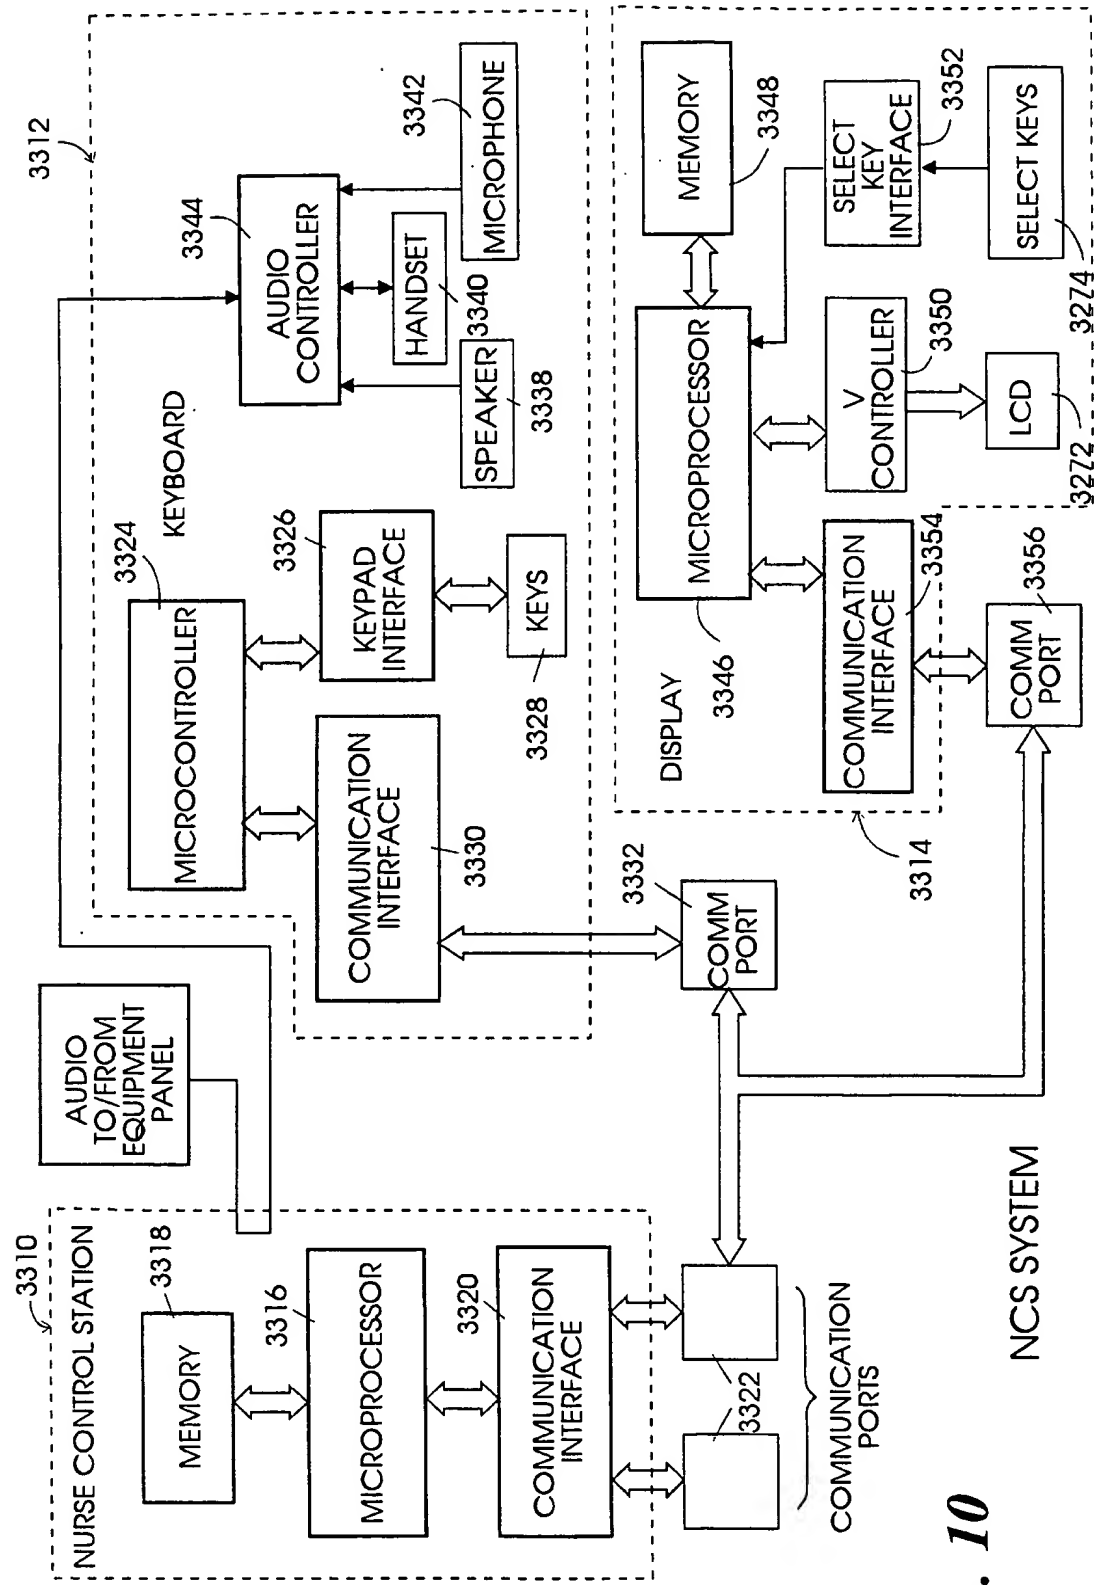 3310
NURSE CONTROL STATION
3318
MEMORY
3316
MICROPROCESSOR
3320
COMMUNICATION
INTERFACE
3322
COMMUNICATION
PORTS
AUDIO
TO/FROM
EQUIPMENT
PANEL
3312
KEYBOARD
3324
MICROCONTROLLER
3326
KEYPAD
INTERFACE
KEYS
3328
COMMUNICATION
INTERFACE
3330
3344
AUDIO
CONTROLLER
SPEAKER
3338
HANDSET
3340
3342
MICROPHONE
3332
COMM
PORT
DISPLAY
3314
MICROPROCESSOR
3346
MEMORY
3348
SELECT
KEY
INTERFACE
3352
SELECT KEYS
3274
V
CONTROLLER
3350
LCD
3272
COMMUNICATION
INTERFACE
3354
COMM
PORT
3356
NCS SYSTEM
. 10